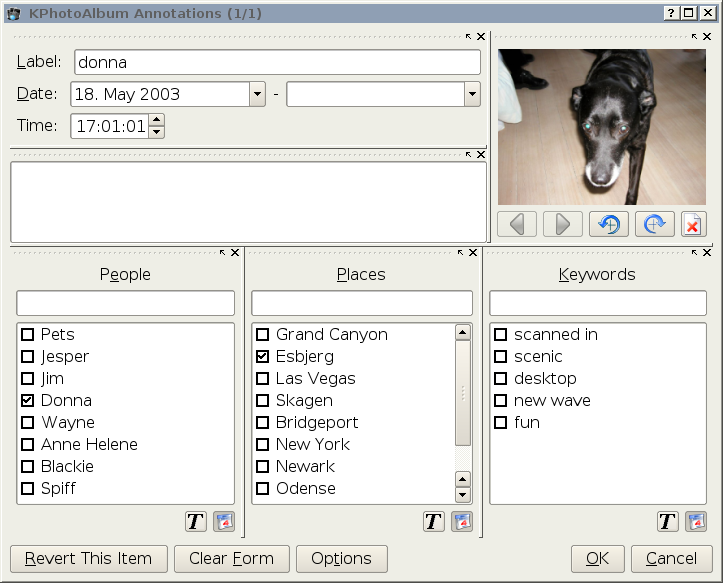 KPhotoAlbum Annotations (1/1)
Label: donna
Date: 18. May 2003 -
Time: 17:01:01
People
Pets
Jesper
Jim
Donna
Wayne
Anne Helene
Blackie
Spiff
Places
Grand Canyon
Esbjerg
Las Vegas
Skagen
Bridgeport
New York
Newark
Odense
Keywords
scanned in
scenic
desktop
new wave
fun
T
T
T
Revert This Item Clear Form Options OK Cancel